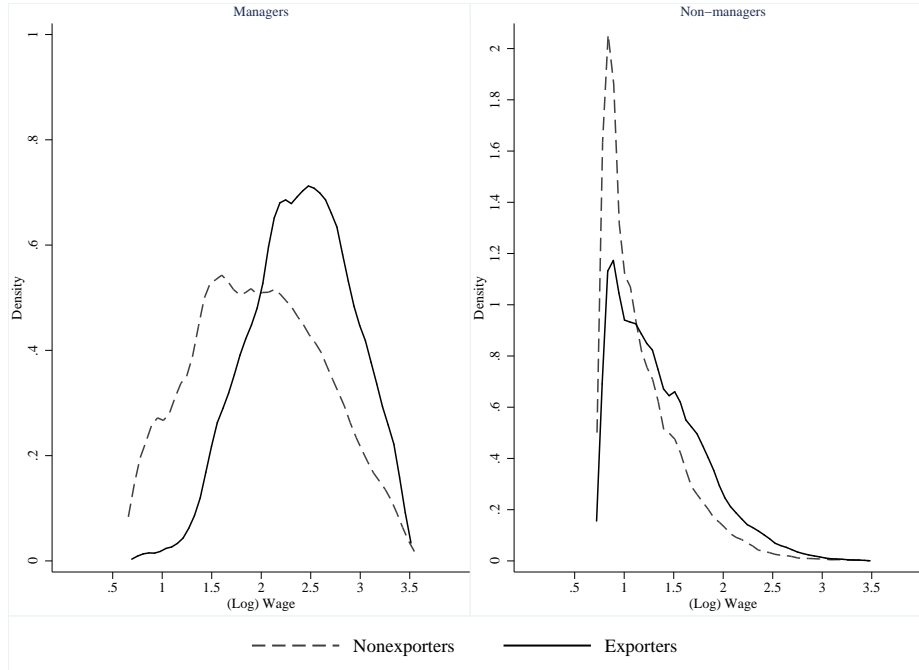 Managers
1
.8
.6
.4
.2
0
Density
.5 1 1.5 2 2.5 3 3.5
(Log) Wage
Non−managers
2
1.8
1.6
1.4
1.2
1
.8
.6
.4
.2
0
Density
.5 1 1.5 2 2.5 3 3.5
(Log) Wage
Nonexporters Exporters